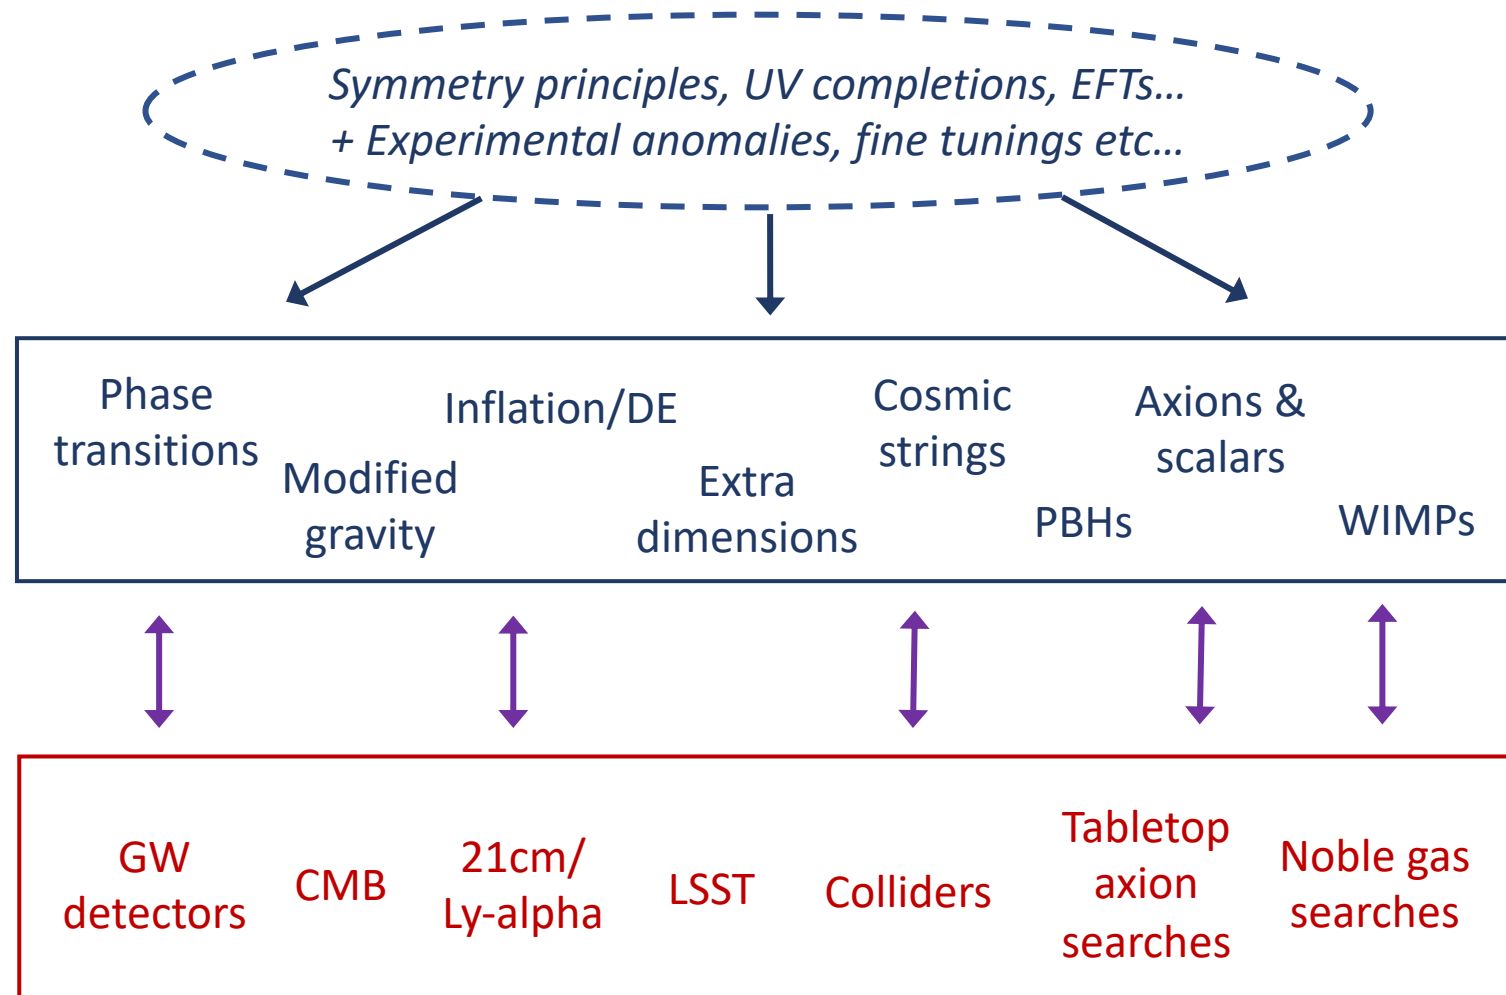 Symmetry principles, UV completions, EFTs…
+ Experimental anomalies, fine tunings etc…
Phase
transitions
Modified
gravity
Inflation/DE
Extra
dimensions
Cosmic
strings
PBHs
Axions &
scalars
WIMPs
GW
detectors
CMB
21cm/
Ly-alpha
LSST
Colliders
Tabletop
axion
searches
Noble gas
searches